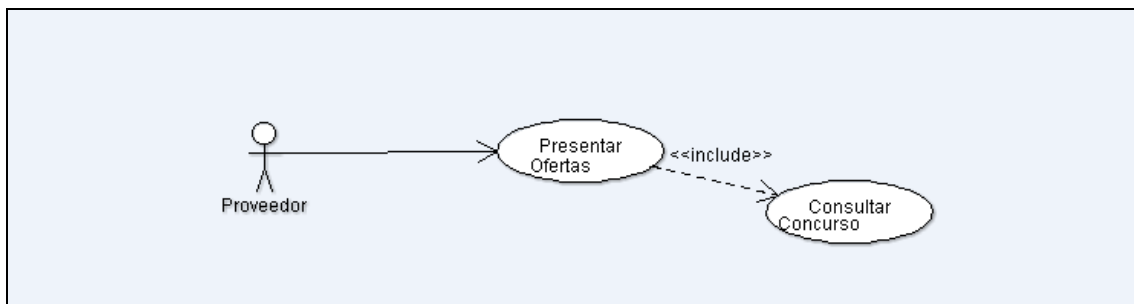 Presentar
Ofertas
<<include>>
Proveedor
Consultar
Concurso